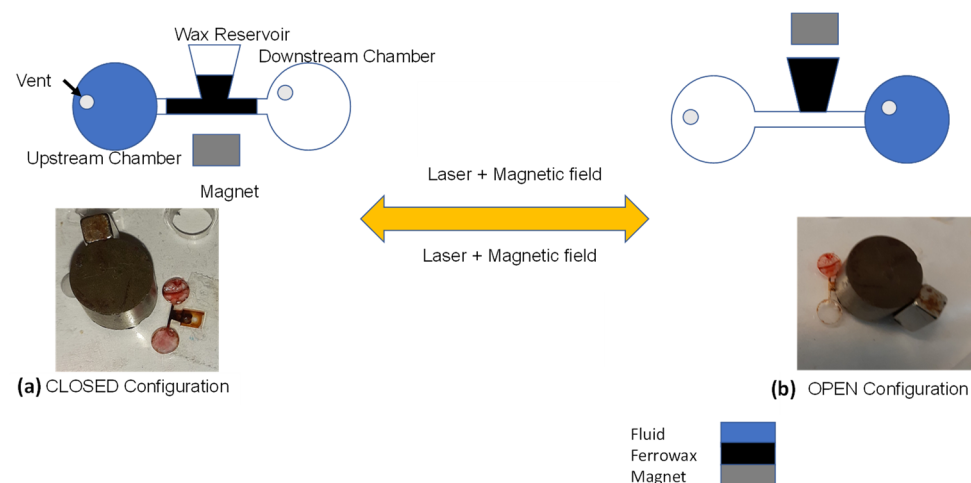 Wax Reservoir
Downstream Chamber
Vent
Upstream Chamber
Magnet
Laser + Magnetic field
Laser + Magnetic field
(a) CLOSED Configuration
(b) OPEN Configuration
Fluid
Ferrowax
Magnet